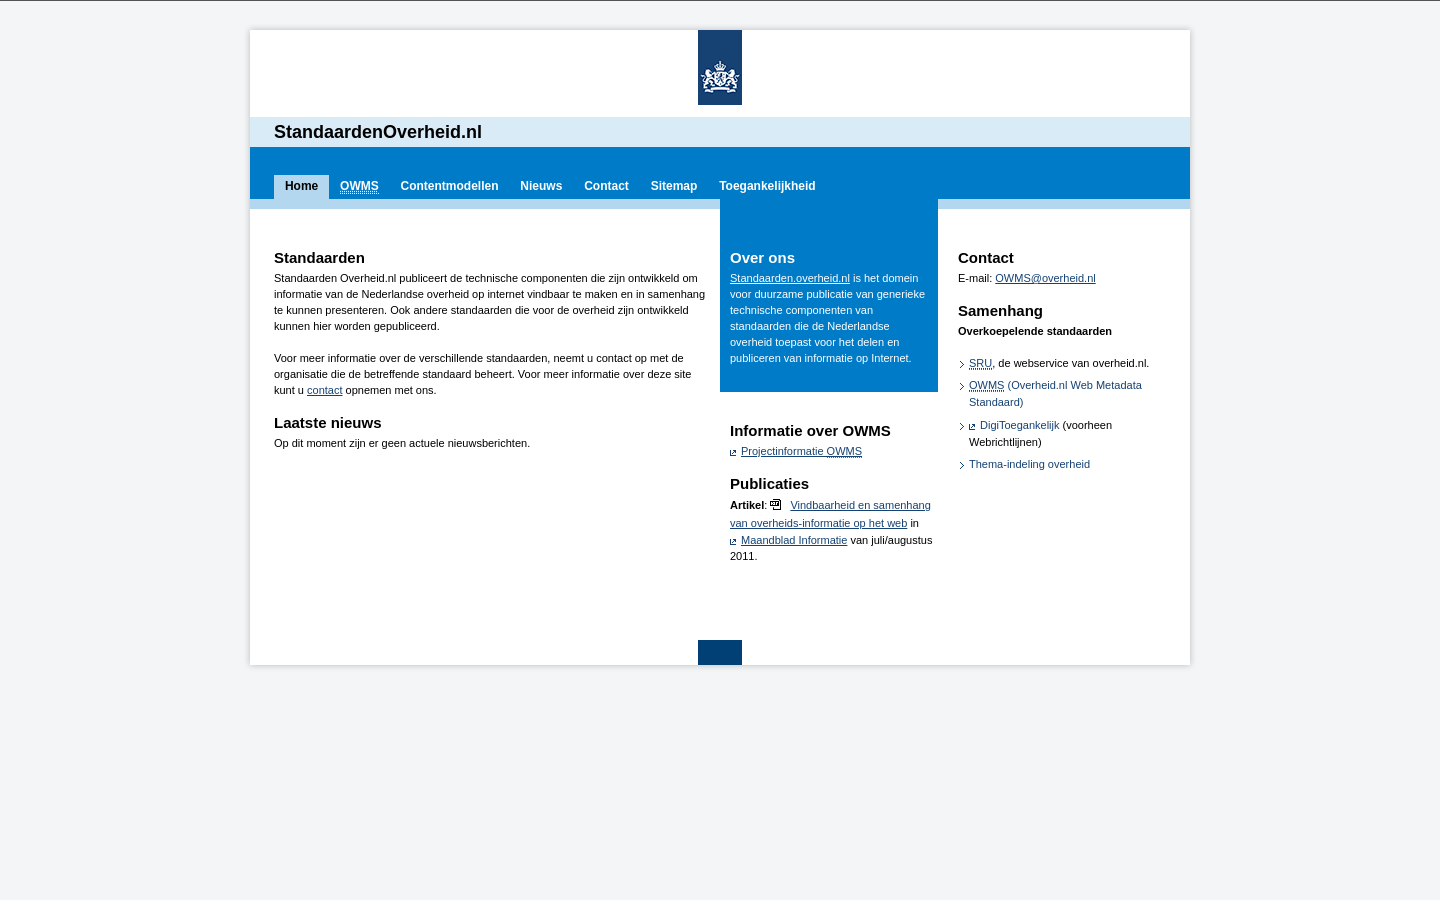 StandaardenOverheid.nl
Home OWMS Contentmodellen Nieuws Contact Sitemap Toegankelijkheid
Standaarden
Standaarden Overheid.nl publiceert de technische componenten die zijn ontwikkeld om
informatie van de Nederlandse overheid op internet vindbaar te maken en in samenhang
te kunnen presenteren. Ook andere standaarden die voor de overheid zijn ontwikkeld
kunnen hier worden gepubliceerd.
Voor meer informatie over de verschillende standaarden, neemt u contact op met de
organisatie die de betreffende standaard beheert. Voor meer informatie over deze site
kunt u contact opnemen met ons.
Laatste nieuws
Op dit moment zijn er geen actuele nieuwsberichten.
Over ons
Standaarden.overheid.nl is het domein
voor duurzame publicatie van generieke
technische componenten van
standaarden die de Nederlandse
overheid toepast voor het delen en
publiceren van informatie op Internet.
Informatie over OWMS
Projectinformatie OWMS
Publicaties
Artikel: Vindbaarheid en samenhang
van overheids-informatie op het web in
Maandblad Informatie van juli/augustus
2011.
Contact
E-mail: OWMS@overheid.nl
Samenhang
Overkoepelende standaarden
SRU, de webservice van overheid.nl.
OWMS (Overheid.nl Web Metadata
Standaard)
DigiToegankelijk (voorheen
Webrichtlijnen)
Thema-indeling overheid